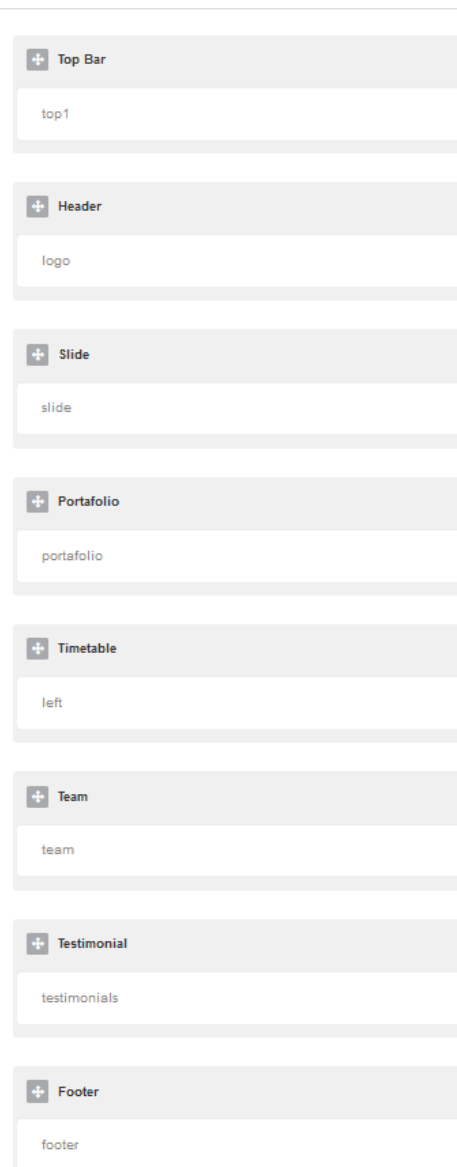 Top Bar
top1
Header
logo
Slide
slide
Portafolio
portafolio
Timetable
left
Team
team
Testimonial
testimonials
Footer
footer